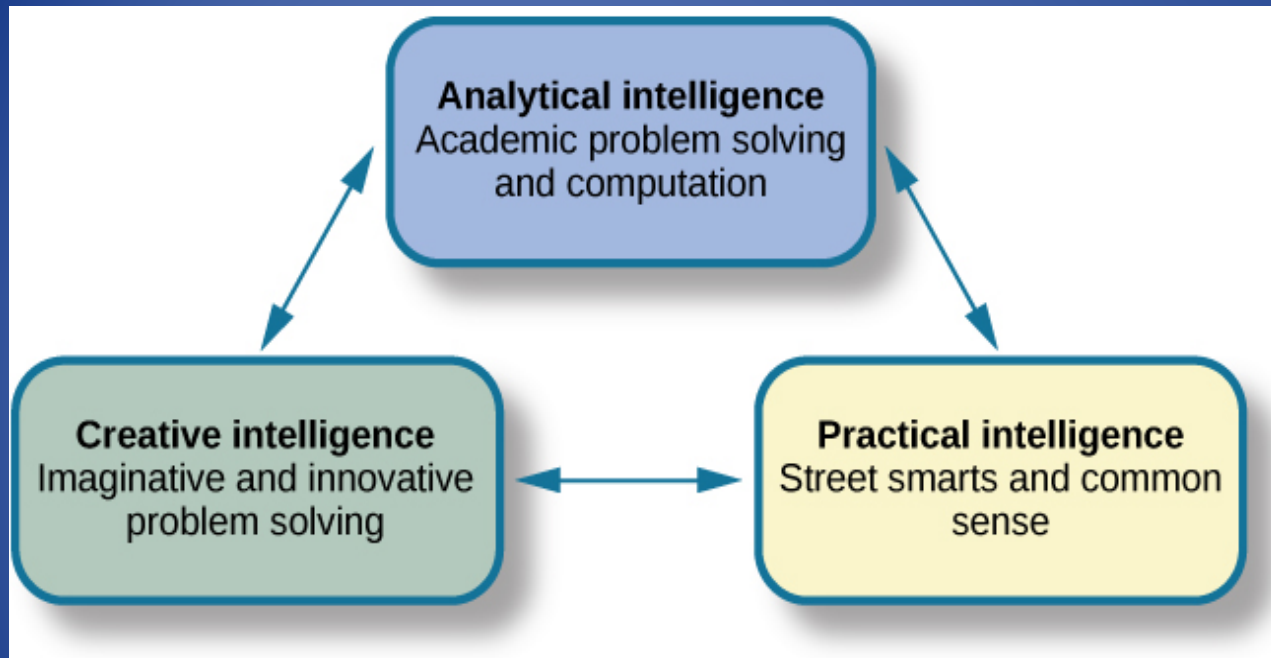 Analytical intelligence
Academic problem solving
and computation
Creative intelligence
Imaginative and innovative
problem solving
Practical intelligence
Street smarts and common
sense